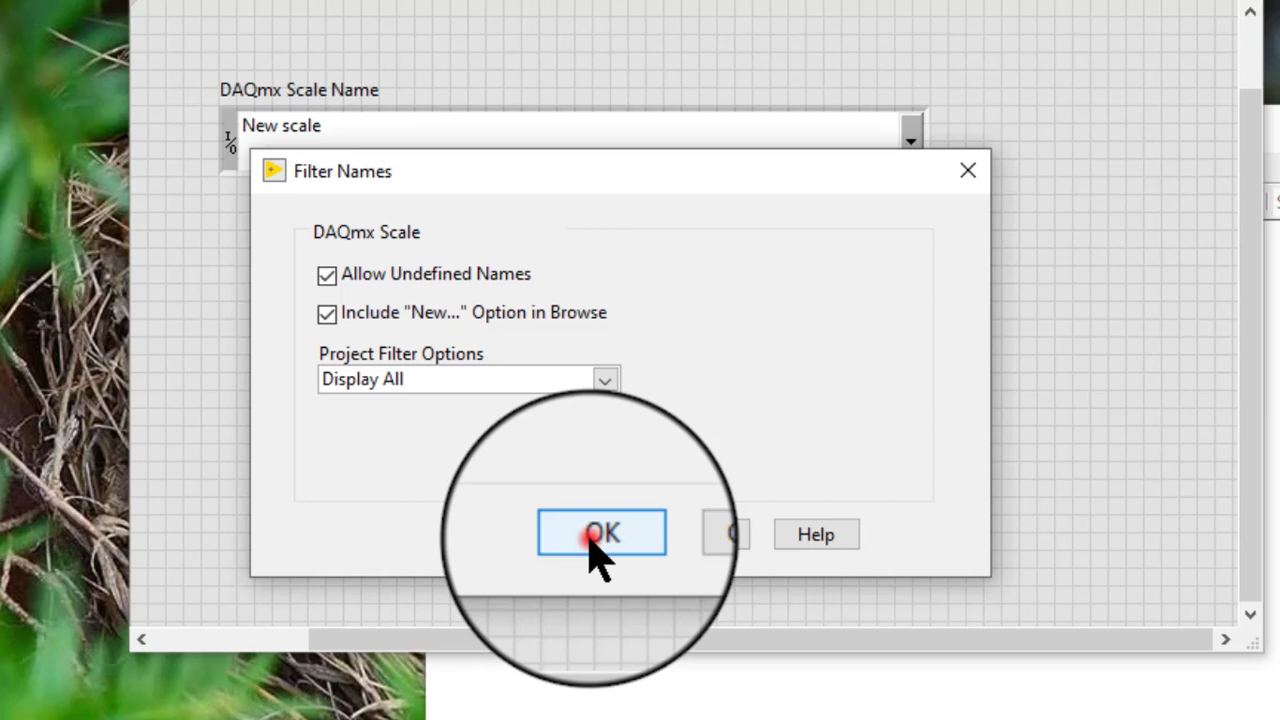 DAQmx Scale Name
New scale
Filter Names
DAQmx Scale
Allow Undefined Names
Include "New..." Option in Browse
Project Filter Options
Display All
OK
Help